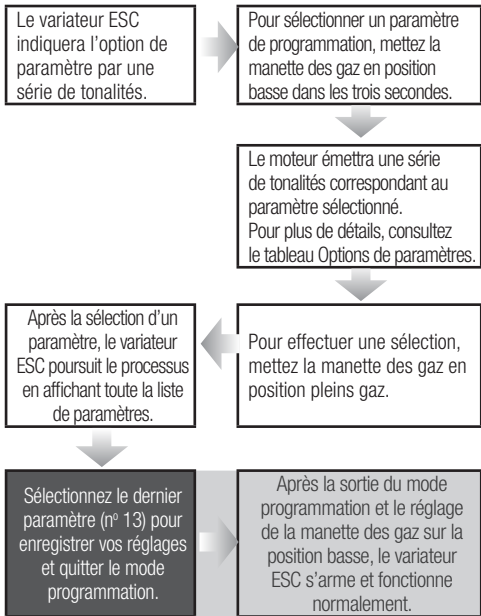 Le variateur ESC
indiquera l'option de
paramètre par une
série de tonalités.
Pour sélectionner un paramètre
de programmation, mettez la
manette des gaz en position
basse dans les trois secondes.
Le moteur émettra une série
de tonalités correspondant au
paramètre sélectionné.
Pour plus de détails, consultez
le tableau Options de paramètres.
Pour effectuer une sélection,
mettez la manette des gaz en
position pleins gaz.
Après la sélection d'un
paramètre, le variateur
ESC poursuit le processus
en affichant toute la liste
de paramètres.
Sélectionnez le dernier
paramètre (nº 13) pour
enregistrer vos réglages
et quitter le mode
programmation.
Après la sortie du mode
programmation et le réglage
de la manette des gaz sur la
position basse, le variateur
ESC s'arme et fonctionne
normalement.